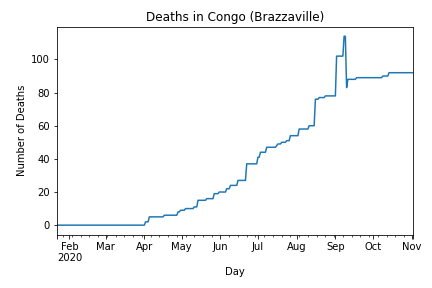 Deaths in Congo (Brazzaville)
Number of Deaths
100
80
60
40
20
0
Feb Mar Apr May Jun Jul Aug Sep Oct Nov
2020
Day